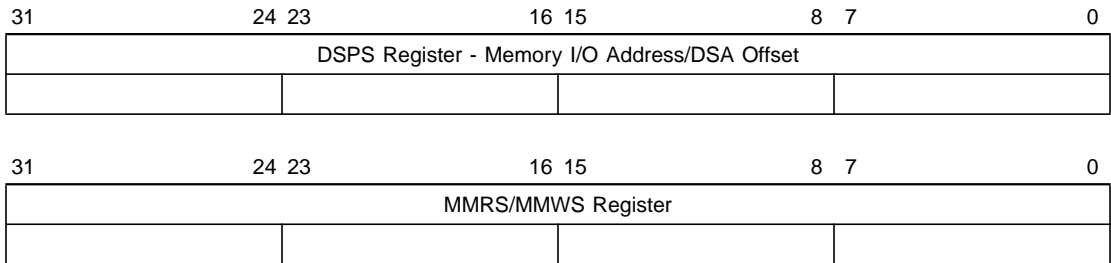 31 24 23 16 15 8 7 0
DSPS Register - Memory I/O Address/DSA Offset
31 24 23 16 15 8 7 0
MMRS/MMWS Register